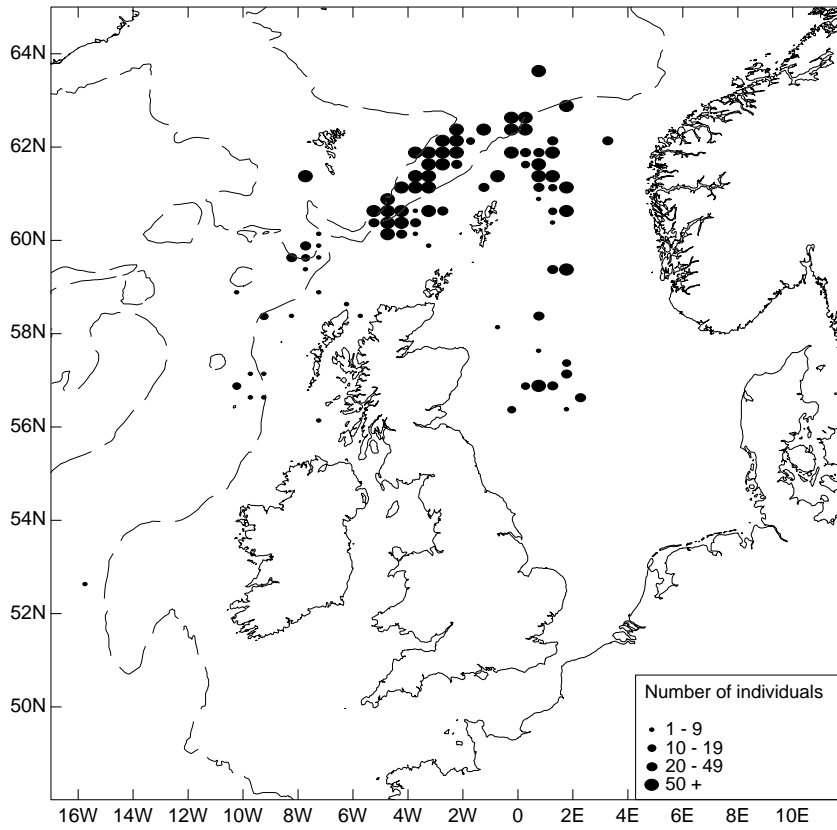 64N
62N
60N
58N
56N
54N
52N
50N
Number of individuals
1 - 9
10 - 19
20 - 49
50 +
16W 14W 12W 10W 8W 6W 4W 2W 0 2E 4E 6E 8E 10E